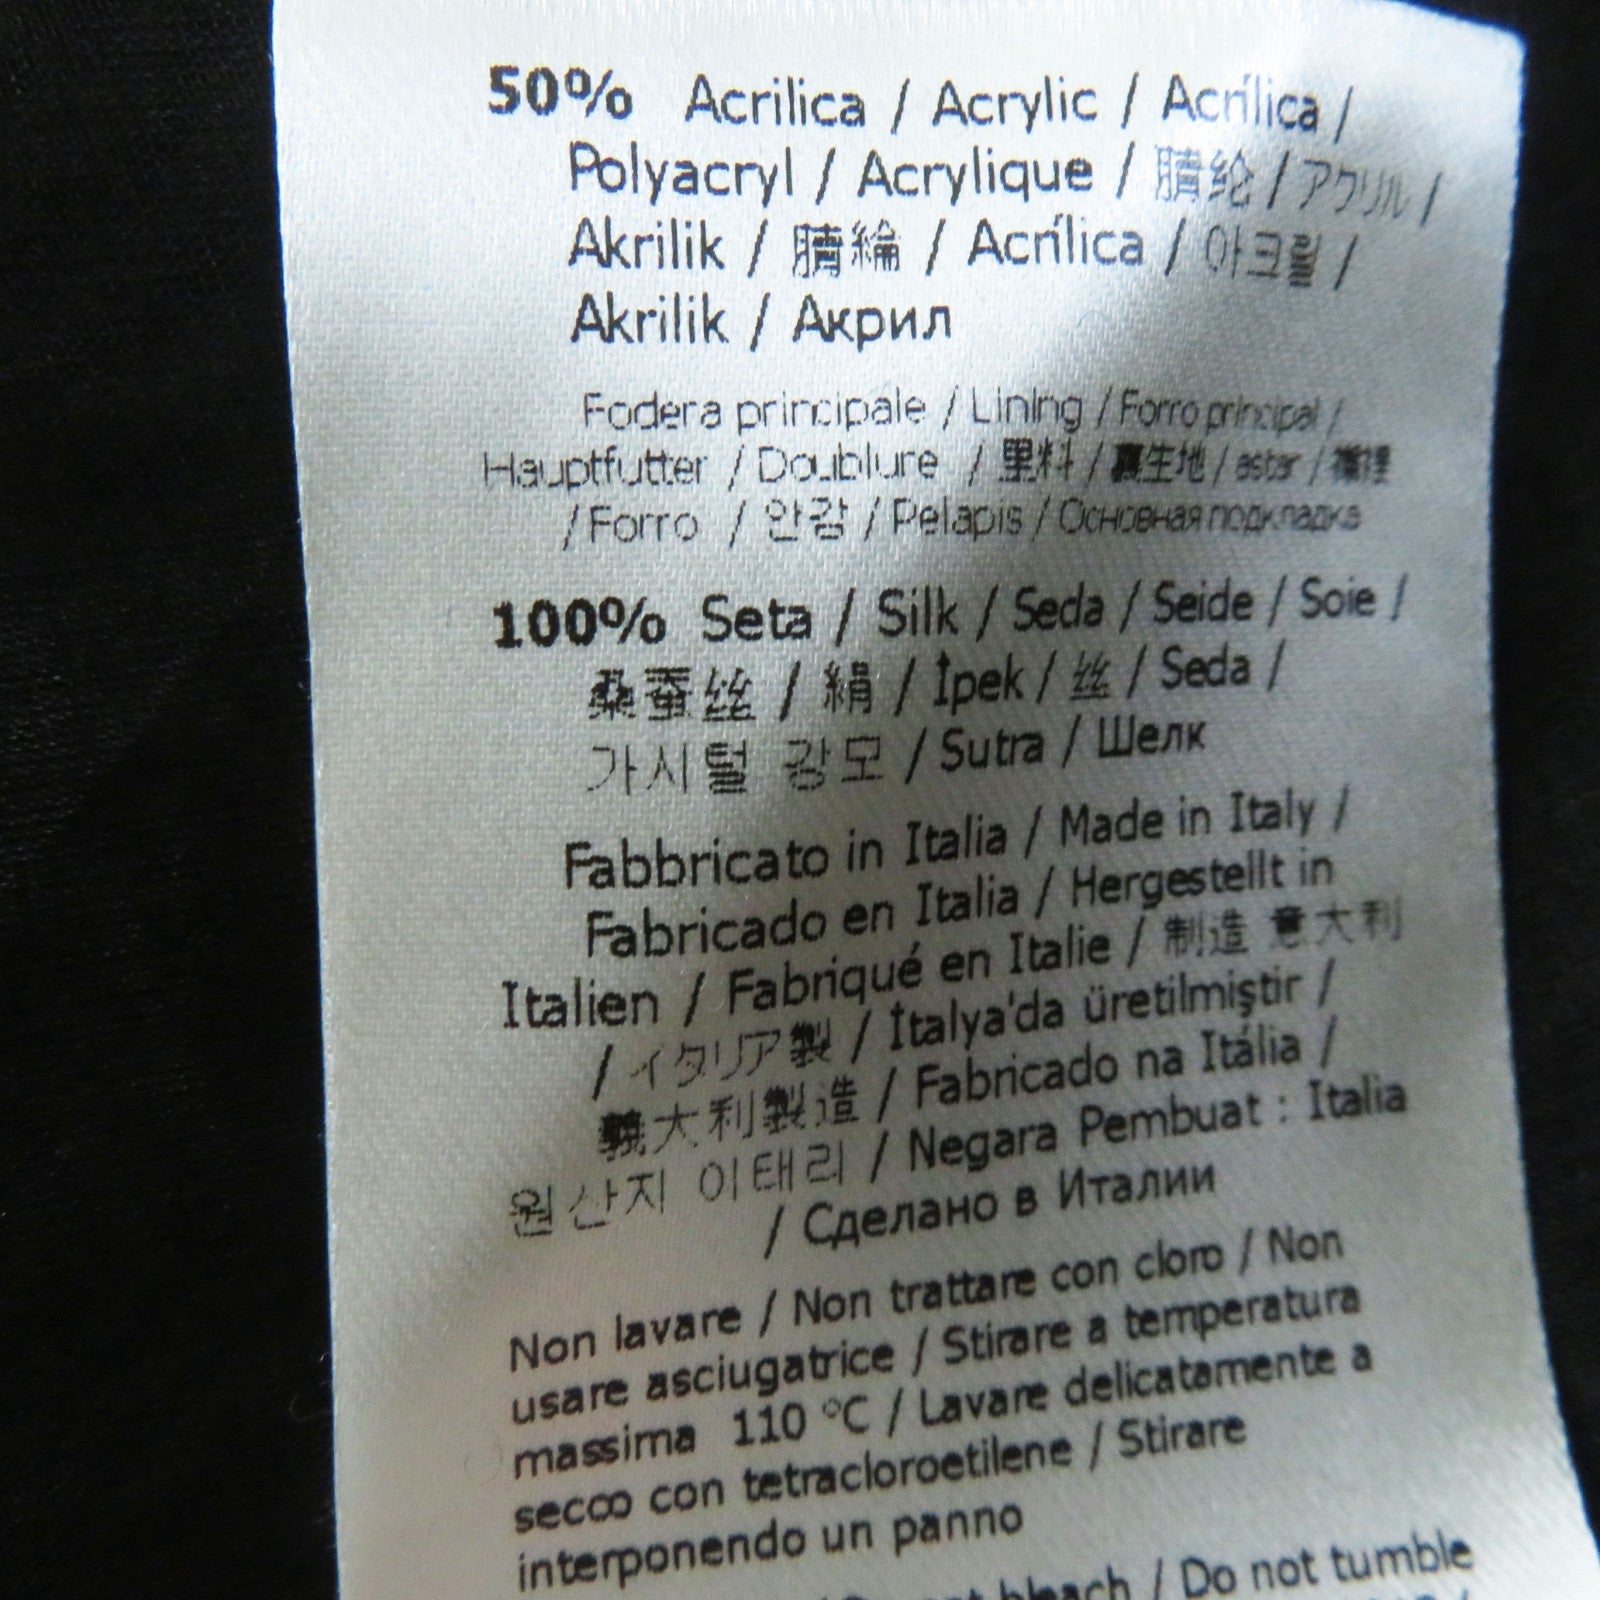 50% Acrilica / Acrylic / Acrílica /
Polyacryl / Acrylique / 腈纶 / アクリル /
Akrilik / 腈綸 / Acrílica / 아크릴 /
Akrilik / Акрил
Fodera principale / Lining / Forro principal /
Hauptfutter / Doublure / 里料 / 裏生地 / astar / 襯裡
/ Forro / 안감 / Pelapis / Основная подкладка
100% Seta / Silk / Seda / Seide / Soie /
桑蚕丝 / 絹 / İpek / 丝 / Seda /
가시털 강모 / Sutra / Шелк
Fabbricato in Italia / Made in Italy /
Fabricado en Italia / Hergestellt in
Italien / Fabriqué en Italie / 制造 意大利
/ イタリア製 / İtalya'da üretilmiştir /
義大利製造 / Fabricado na Itália /
원산지 이태리 / Negara Pembuat : Italia
/ Сделано в Италии
Non lavare / Non trattare con cloro / Non
usare asciugatrice / Stirare a temperatura
massima 110 °C / Lavare delicatamente a
secco con tetracloroetilene / Stirare
interponendo un panno
bleach / Do not tumble